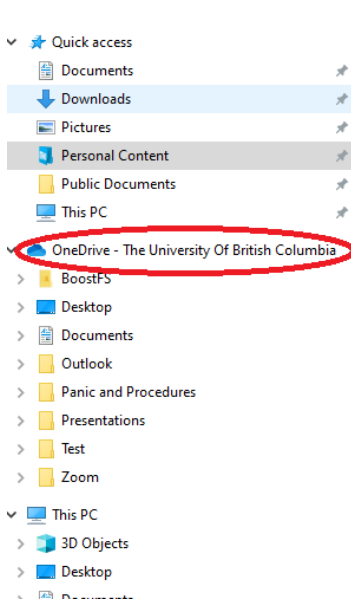 Quick access
Documents
Downloads
Pictures
Personal Content
Public Documents
This PC
OneDrive - The University Of British Columbia
BoostFS
Desktop
Documents
Outlook
Panic and Procedures
Presentations
Test
Zoom
This PC
3D Objects
Desktop
Documents